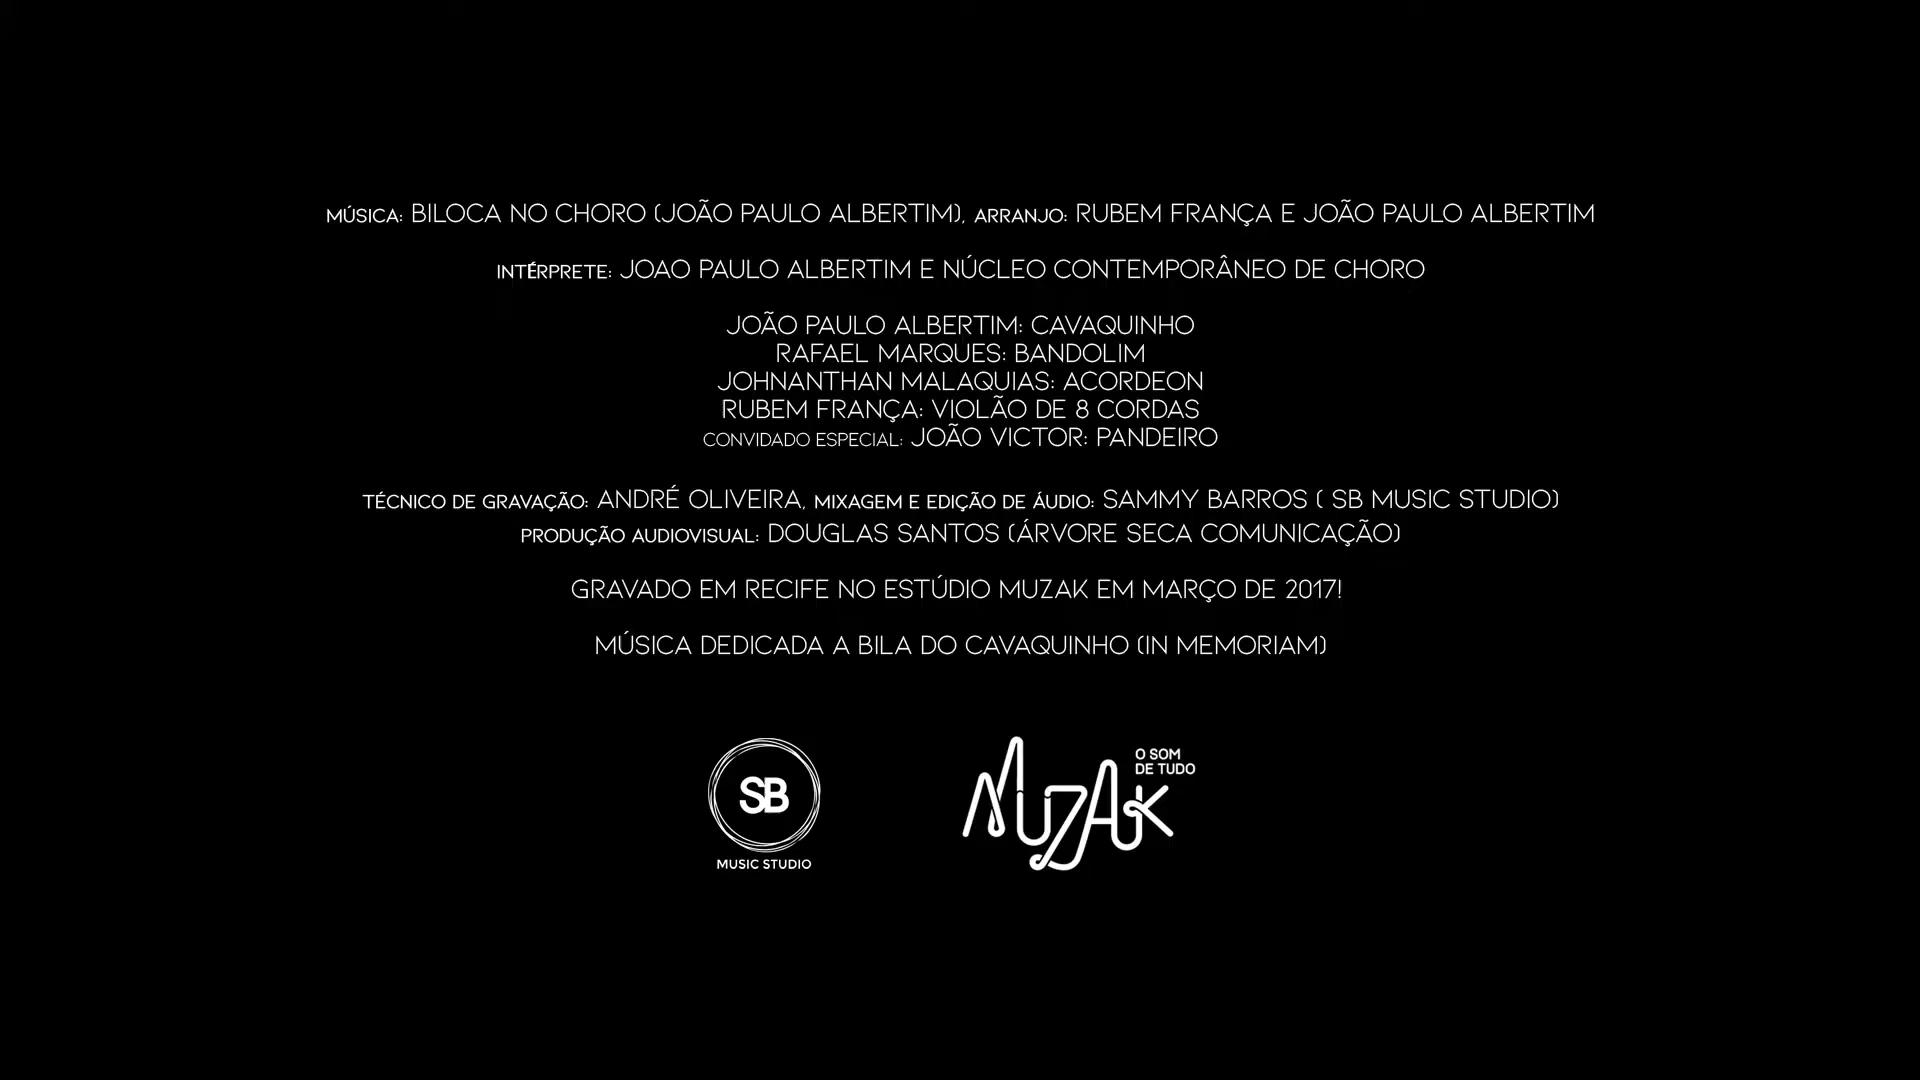 MÚSICA: BILOCA NO CHORO (JOÃO PAULO ALBERTIM), ARRANJO: RUBEM FRANÇA E JOÃO PAULO ALBERTIM
INTÉRPRETE: JOAO PAULO ALBERTIM E NÚCLEO CONTEMPORÂNEO DE CHORO
JOÃO PAULO ALBERTIM: CAVAQUINHO
RAFAEL MARQUES: BANDOLIM
JOHNANTHAN MALAQUIAS: ACORDEON
RUBEM FRANÇA: VIOLÃO DE 8 CORDAS
CONVIDADO ESPECIAL: JOÃO VICTOR: PANDEIRO
TÉCNICO DE GRAVAÇÃO: ANDRÉ OLIVEIRA, MIXAGEM E EDIÇÃO DE ÁUDIO: SAMMY BARROS ( SB MUSIC STUDIO)
PRODUÇÃO AUDIOVISUAL: DOUGLAS SANTOS (ÁRVORE SECA COMUNICAÇÃO)
GRAVADO EM RECIFE NO ESTÚDIO MUZAK EM MARÇO DE 2017!
MÚSICA DEDICADA A BILA DO CAVAQUINHO (IN MEMORIAM)
SB
MUSIC STUDIO
MUZAK
O SOM
DE TUDO